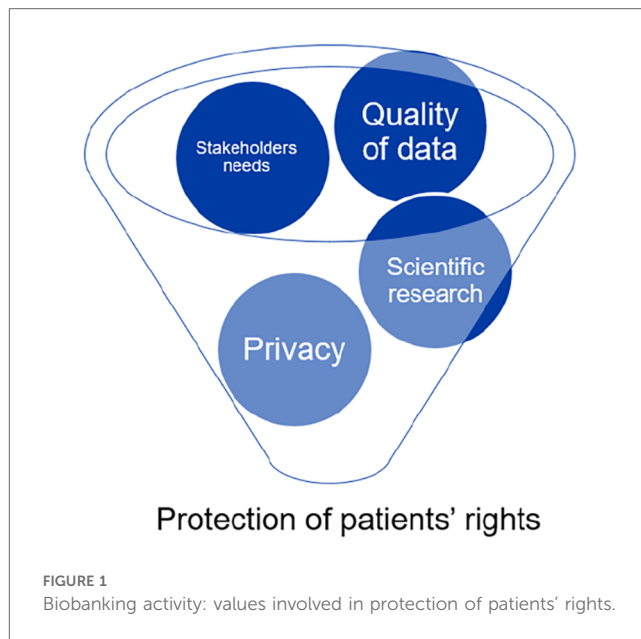 Stakeholders
needs
Quality
of data
Scientific
research
Privacy
Protection of patients' rights
FIGURE 1
Biobanking activity: values involved in protection of patients' rights.